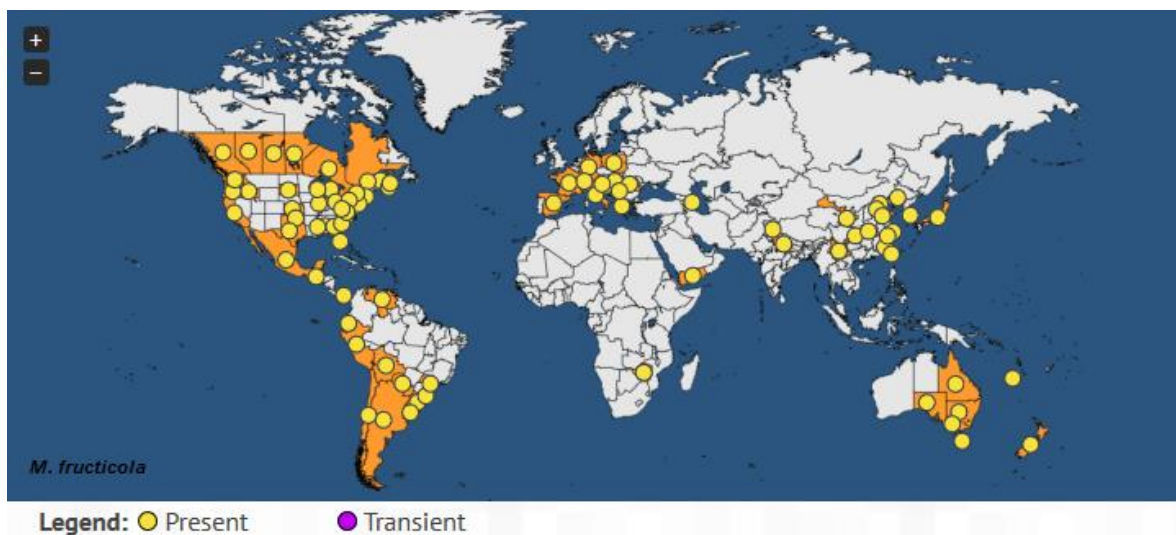 +
−
M. fructicola
Legend: Present Transient